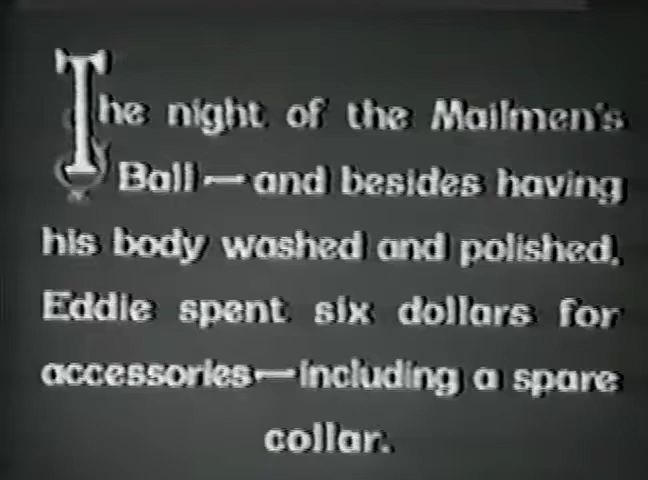 The night of the Mailmen's
Ball—and besides having
his body washed and polished,
Eddie spent six dollars for
accessories—including a spare
collar.